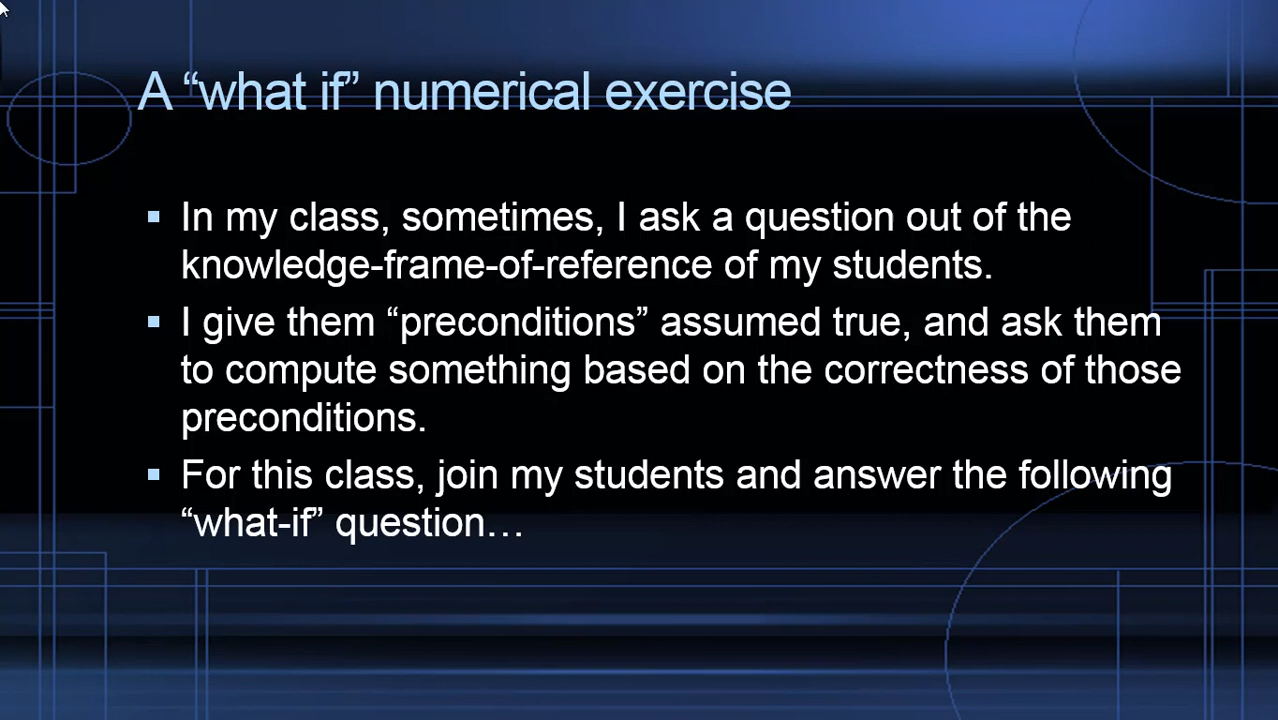 A “what if” numerical exercise
▪ In my class, sometimes, I ask a question out of the
knowledge-frame-of-reference of my students.
▪ I give them “preconditions” assumed true, and ask them
to compute something based on the correctness of those
preconditions.
▪ For this class, join my students and answer the following
“what-if” question…